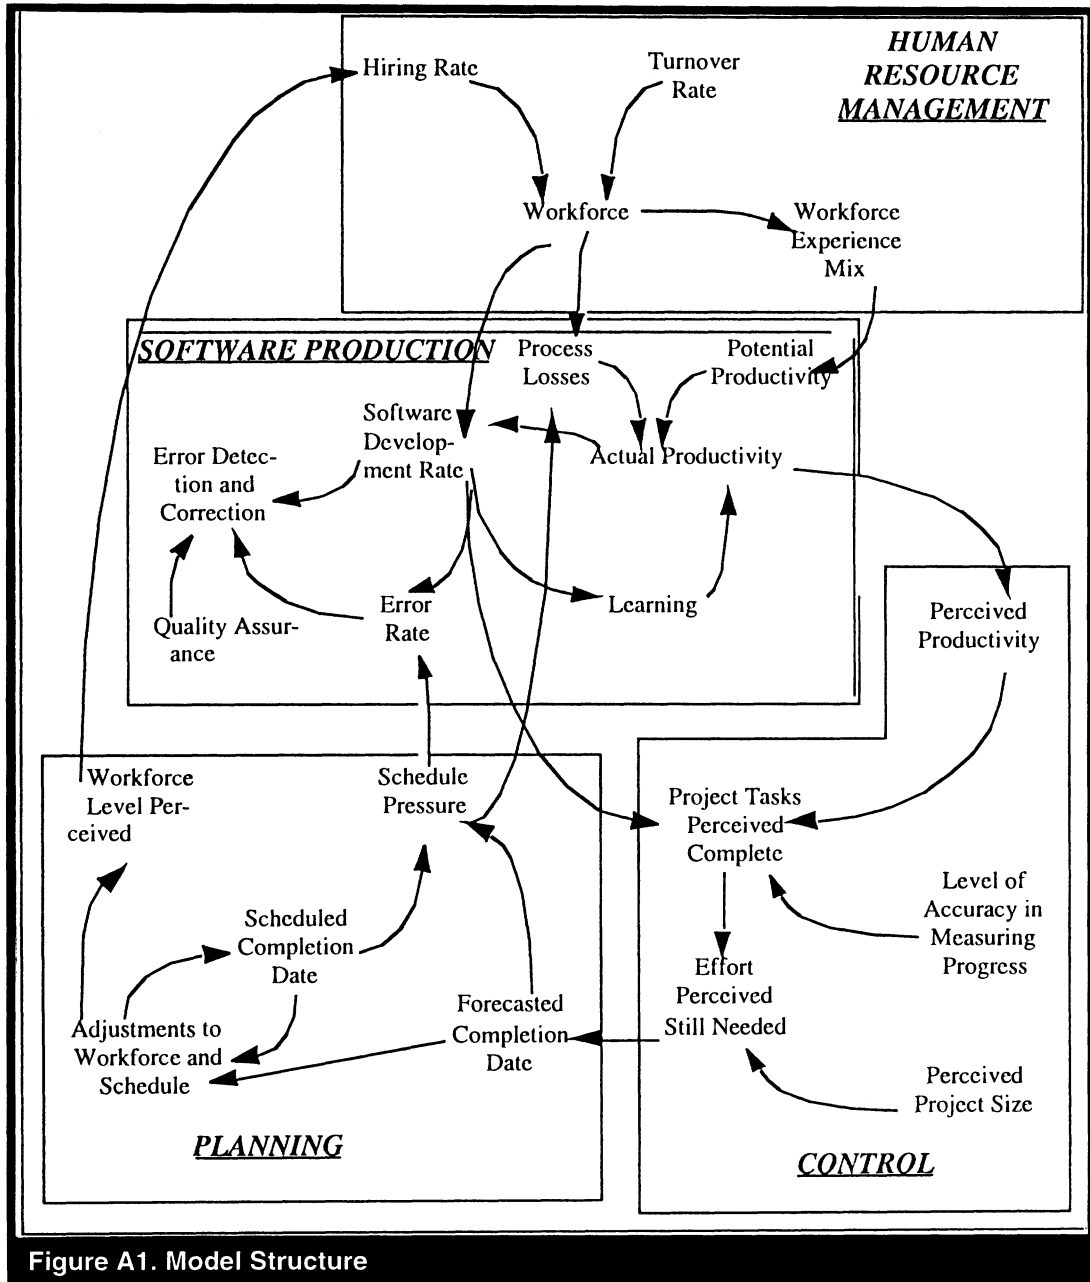 HUMAN
RESOURCE
MANAGEMENT
Hiring Rate
Turnover
Rate
Workforce
Workforce
Experience
Mix
SOFTWARE PRODUCTION
Process
Losses
Potential
Productivity
Software
Develop-
ment Rate
Actual Productivity
Error Detec-
tion and
Correction
Quality Assur-
ance
Error
Rate
Learning
Perceived
Productivity
Workforce
Level Per-
ceived
Schedule
Pressure
Scheduled
Completion
Date
Adjustments to
Workforce and
Schedule
Forecasted
Completion
Date
PLANNING
Project Tasks
Perceived
Complete
Level of
Accuracy in
Measuring
Progress
Effort
Perceived
Still Needed
Perceived
Project Size
CONTROL
Figure A1. Model Structure